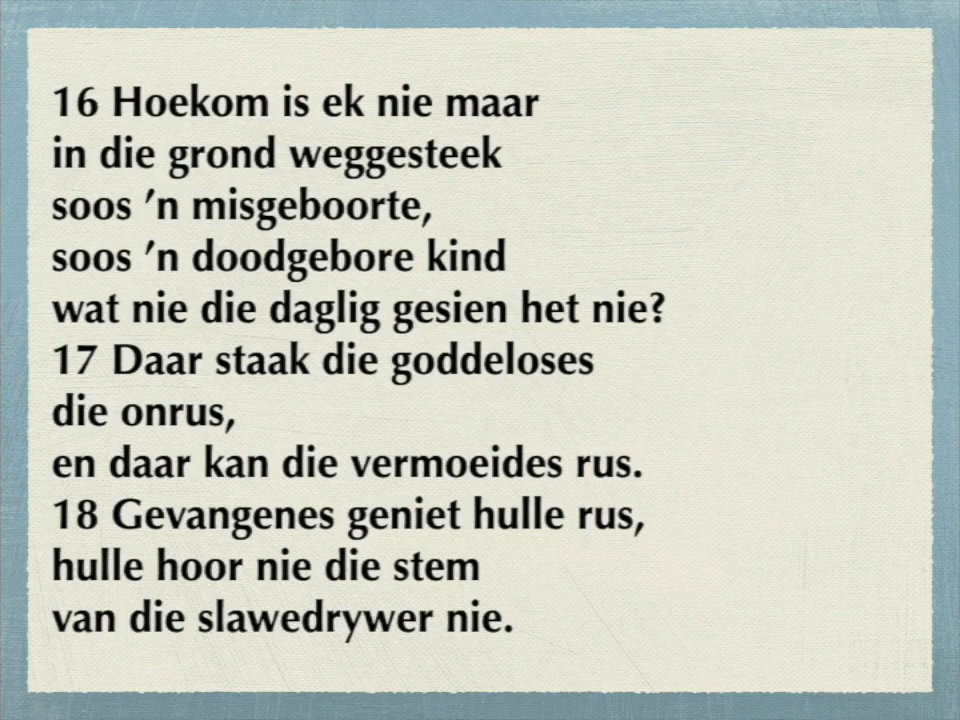 16 Hoekom is ek nie maar
in die grond weggesteek
soos ’n misgeboorte,
soos ’n doodgebore kind
wat nie die daglig gesien het nie?
17 Daar staak die goddeloses
die onrus,
en daar kan die vermoeides rus.
18 Gevangenes geniet hulle rus,
hulle hoor nie die stem
van die slawedrywer nie.